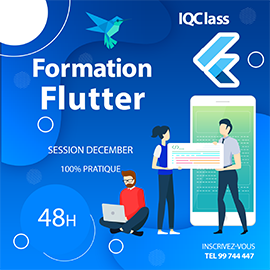 IQClass
Formation
Flutter
SESSION DECEMBER
100% PRATIQUE
48H
INSCRIVEZ-VOUS
TEL 99 744 447